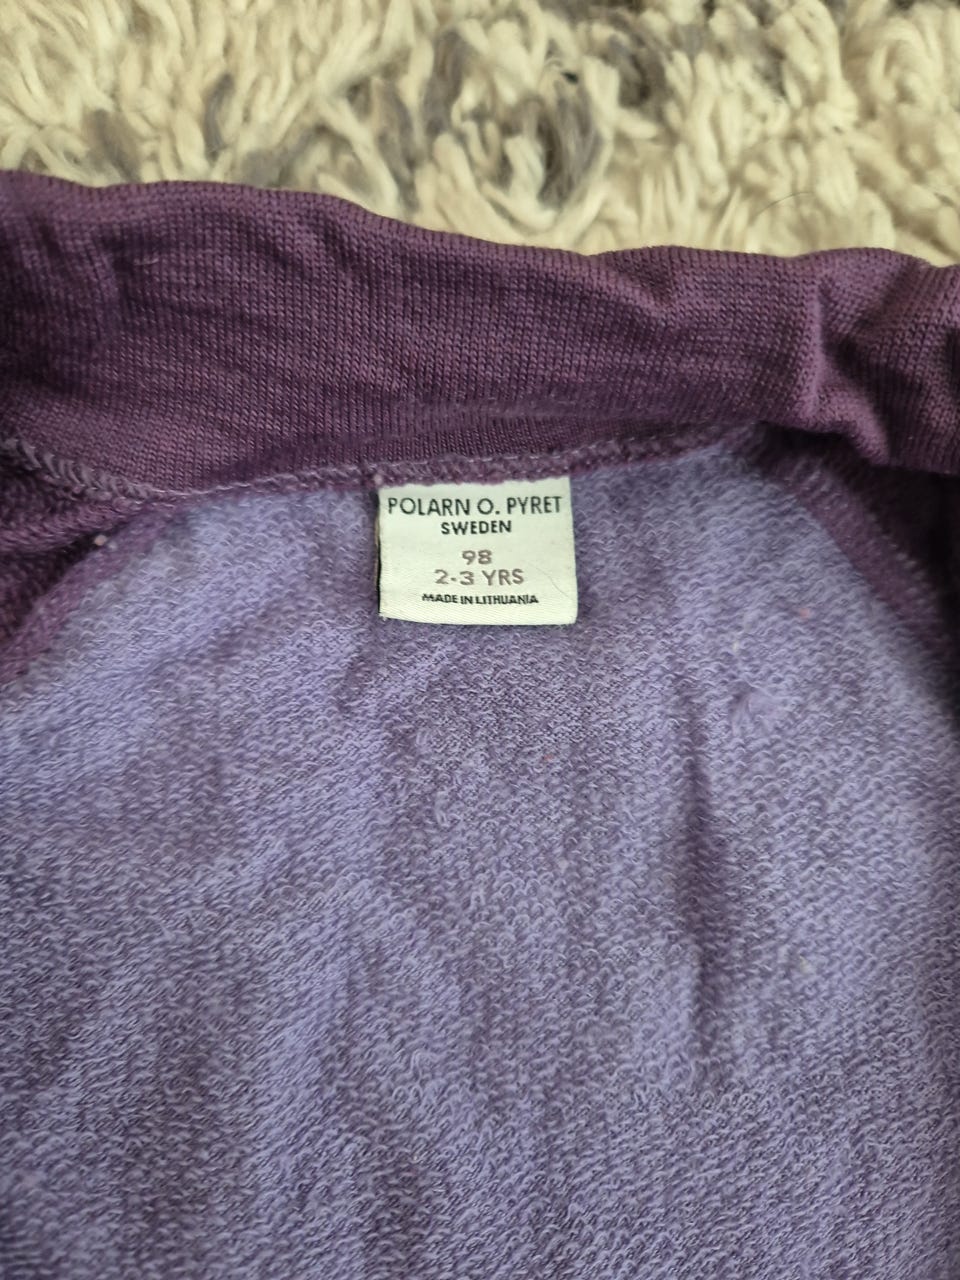 POLARN O. PYRET
SWEDEN
98
2-3 YRS
MADE IN LITHUANIA